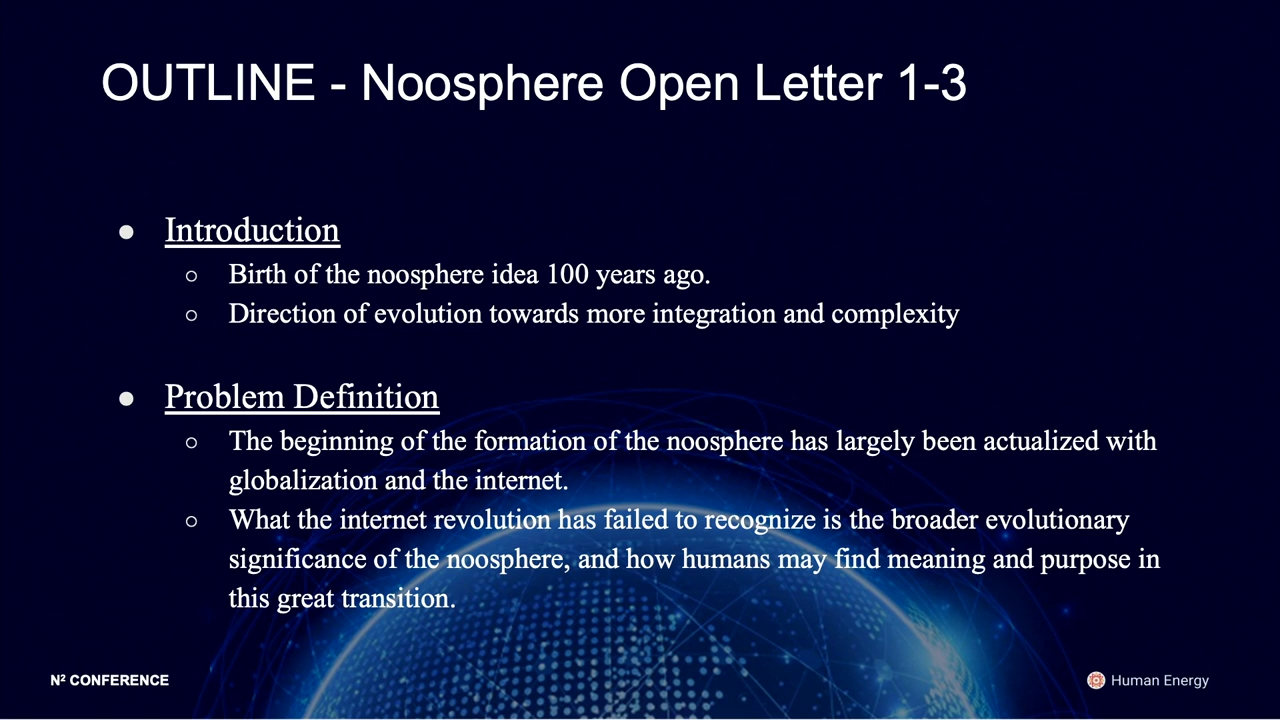 OUTLINE - Noosphere Open Letter 1-3
● Introduction
○ Birth of the noosphere idea 100 years ago.
○ Direction of evolution towards more integration and complexity
● Problem Definition
○ The beginning of the formation of the noosphere has largely been actualized with
globalization and the internet.
○ What the internet revolution has failed to recognize is the broader evolutionary
significance of the noosphere, and how humans may find meaning and purpose in
this great transition.
N² CONFERENCE
Human Energy